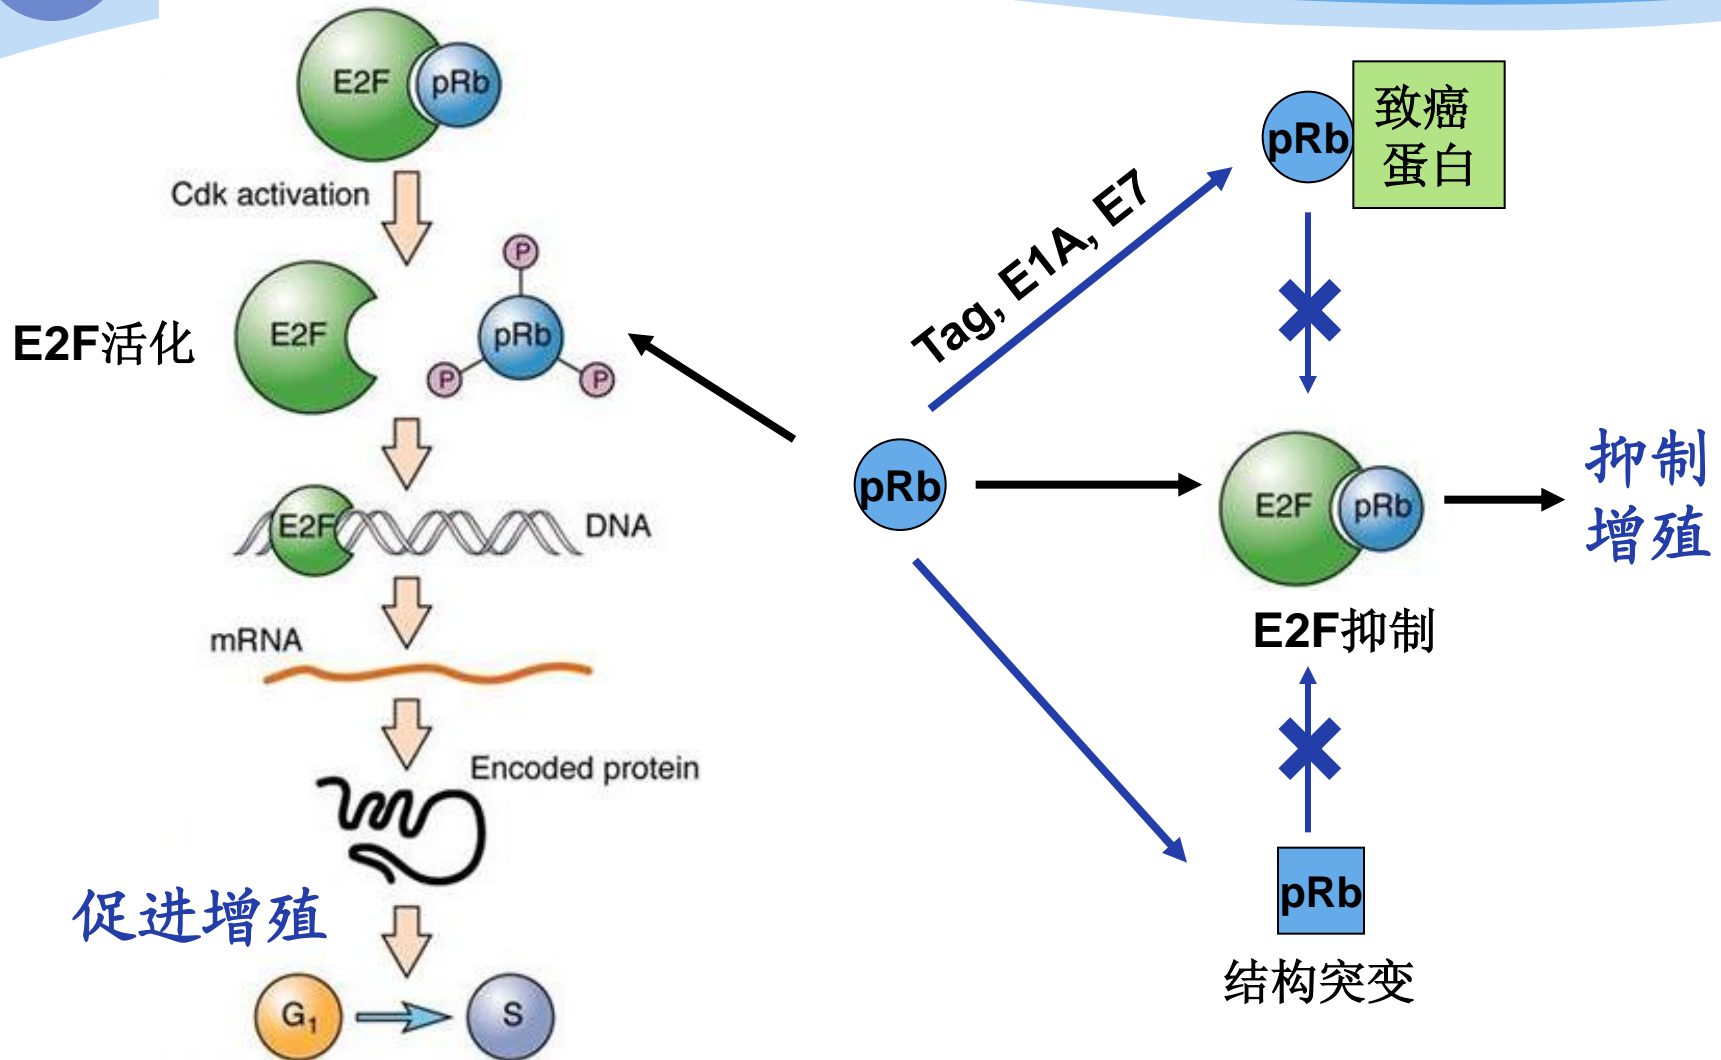 E2F
pRb
Cdk activation
P
E2F活化
E2F
pRb
P
P
E2F
DNA
mRNA
Encoded protein
促进增殖
G1
S
pRb
致癌
蛋白
Tag, E1A, E7
pRb
E2F
pRb
抑制
增殖
E2F抑制
pRb
结构突变